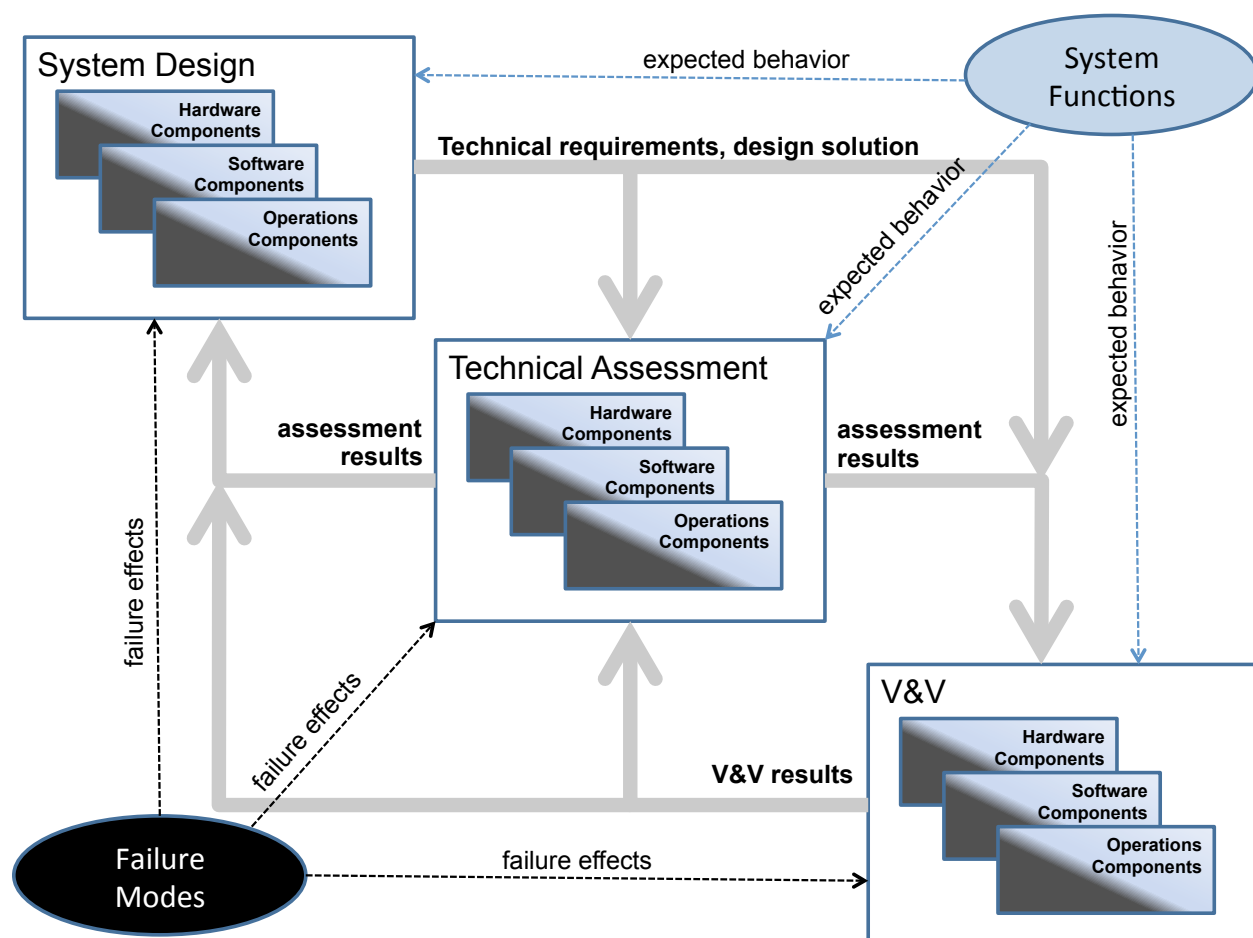 System Design
Hardware
Components
Software
Components
Operations
Components
expected behavior
System
Functions
Technical requirements, design solution
expected behavior
expected behavior
Technical Assessment
Hardware
Components
Software
Components
Operations
Components
assessment
results
assessment
results
failure effects
failure effects
V&V
Hardware
Components
Software
Components
Operations
Components
V&V results
Failure
Modes
failure effects